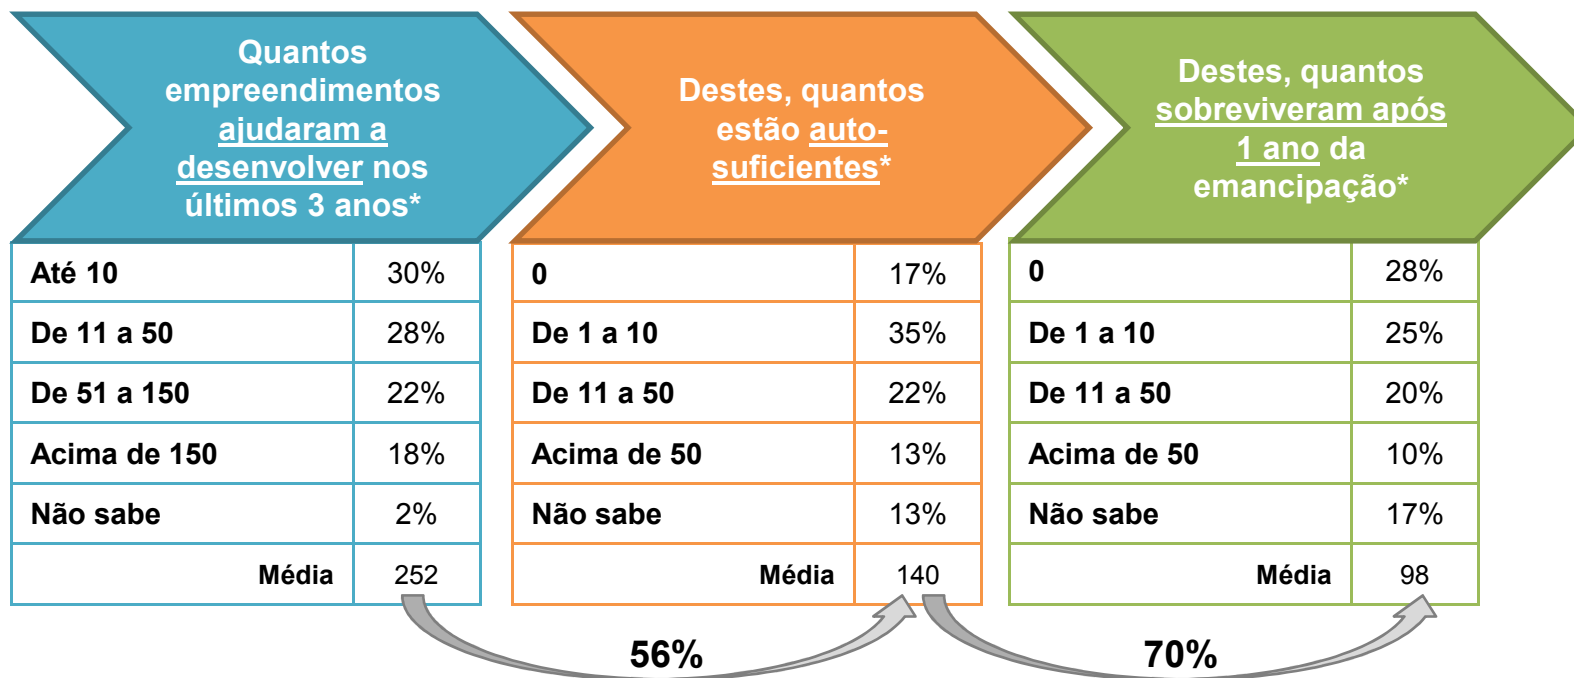 Quantos
empreendimentos
ajudaram a
desenvolver nos
últimos 3 anos*
Até 10 30%
De 11 a 50 28%
De 51 a 150 22%
Acima de 150 18%
Não sabe 2%
Média 252
Destes, quantos
estão auto-
suficientes*
0 17%
De 1 a 10 35%
De 11 a 50 22%
Acima de 50 13%
Não sabe 13%
Média 140
Destes, quantos
sobreviveram após
1 ano da
emancipação*
0 28%
De 1 a 10 25%
De 11 a 50 20%
Acima de 50 10%
Não sabe 17%
Média 98
56%
70%